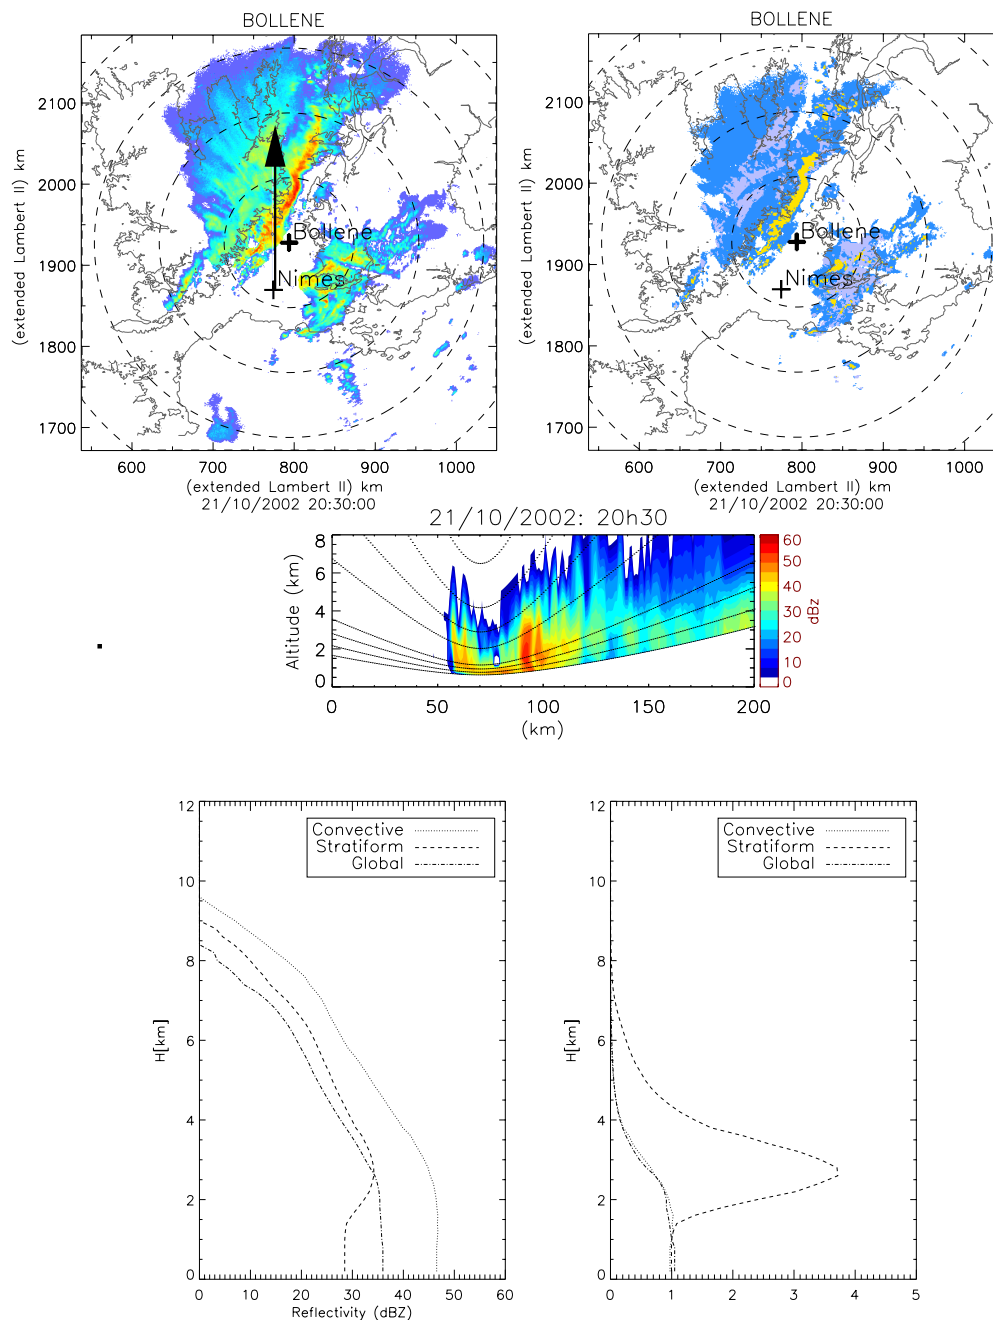 BOLLENE
BOLLENE
2100
2000
1900
1800
1700
(extended Lambert II) km
Bollene
Nimes
600 700 800 900 1000
(extended Lambert II) km
21/10/2002 20:30:00
2100
2000
1900
1800
1700
(extended Lambert II) km
Bollene
Nimes
600 700 800 900 1000
(extended Lambert II) km
21/10/2002 20:30:00
21/10/2002: 20h30
8
6
4
2
0
Altitude (km)
0 50 100 150 200
(km)
60
50
40
30
20
10
0
dBz
12
10
8
6
4
2
0
H[km]
Convective
Stratiform
Global
0 10 20 30 40 50 60
Reflectivity (dBZ)
12
10
8
6
4
2
0
H[km]
Convective
Stratiform
Global
0 1 2 3 4 5